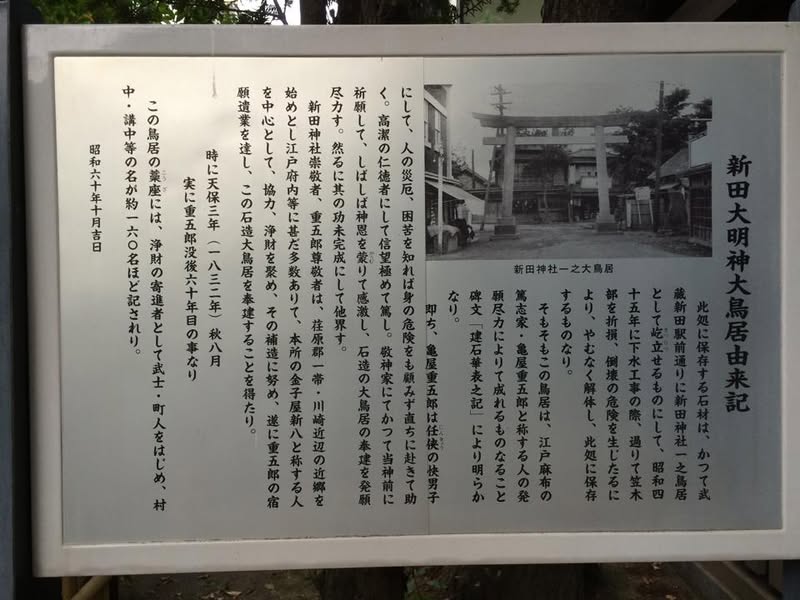 新田大明神大鳥居由来記
此処に保存する石材は、かつて武
蔵新田駅前通りに新田神社一之鳥居
として屹立せるものにして、昭和四
十五年に下水工事の際、過りて笠木
部を折損、倒壊の危険を生じたるに
より、やむなく解体し、此処に保存
するものなり。
そもそもこの鳥居は、江戸麻布の
篤志家・亀屋重五郎と称する人の発
願尽力によりて成れるものなること
碑文「建石華表之記」により明らか
なり。
即ち、亀屋重五郎は任侠の快男子
にして、人の災厄、困苦を知れば身の危険をも顧みず直ちに赴きて助
く。高潔の仁徳者にして信望極めて篤し。敬神家にてかつて当神前に
祈願して、しばしば神恩を蒙りて感激し、石造の大鳥居の奉建を発願
尽力す。然るに其の功未完成にして他界す。
新田神社崇敬者、重五郎尊敬者は、荏原郡一帯・川崎近辺の近郷を
始めとし江戸府内等に甚だ多数ありて、本所の金子屋新八と称する人
を中心として、協力、浄財を聚め、その補造に努め、遂に重五郎の宿
願遺業を達し、この石造大鳥居を奉建することを得たり。
時に天保三年（一八三二年）秋八月
実に重五郎没後六十年目の事なり
この鳥居の藁座には、浄財の寄進者として武士・町人をはじめ、村
中・講中等の名が約一六〇名ほど記されり。
昭和六十年十月吉日
新田神社一之大鳥居